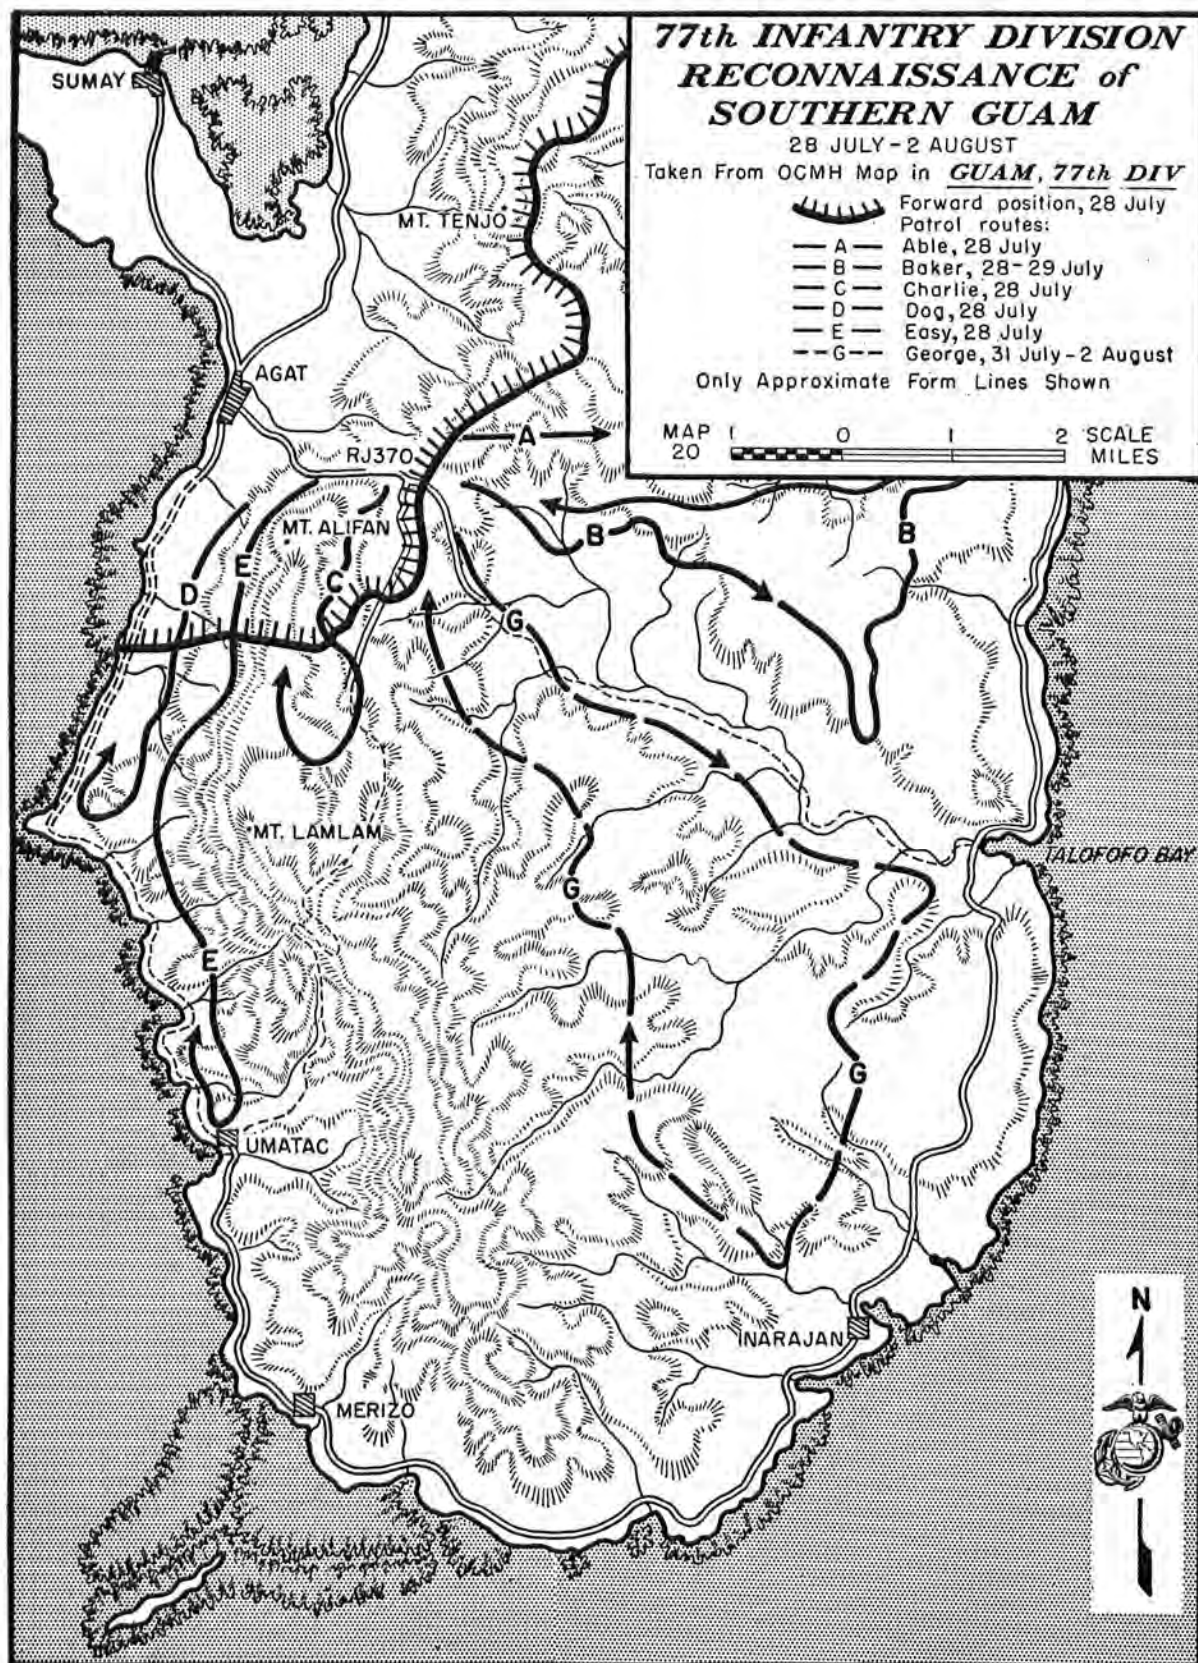 77th INFANTRY DIVISION
RECONNAISSANCE of
SOUTHERN GUAM
28 JULY - 2 AUGUST
Taken From OCMH Map in GUAM, 77th DIV
Forward position, 28 July
Patrol routes:
A Able, 28 July
B Baker, 28-29 July
C Charlie, 28 July
D Dog, 28 July
E Easy, 28 July
--G-- George, 31 July-2 August
Only Approximate Form Lines Shown
MAP 20
1 0 1 2
SCALE MILES
SUMAY
MT. TENJO
AGAT
RJ370
A
MT. ALIFAN
B
B
E
D
C
G
MT. LAMLAM
TALOFOFO BAY
G
E
G
UMATAC
INARAJAN
MERIZO
N